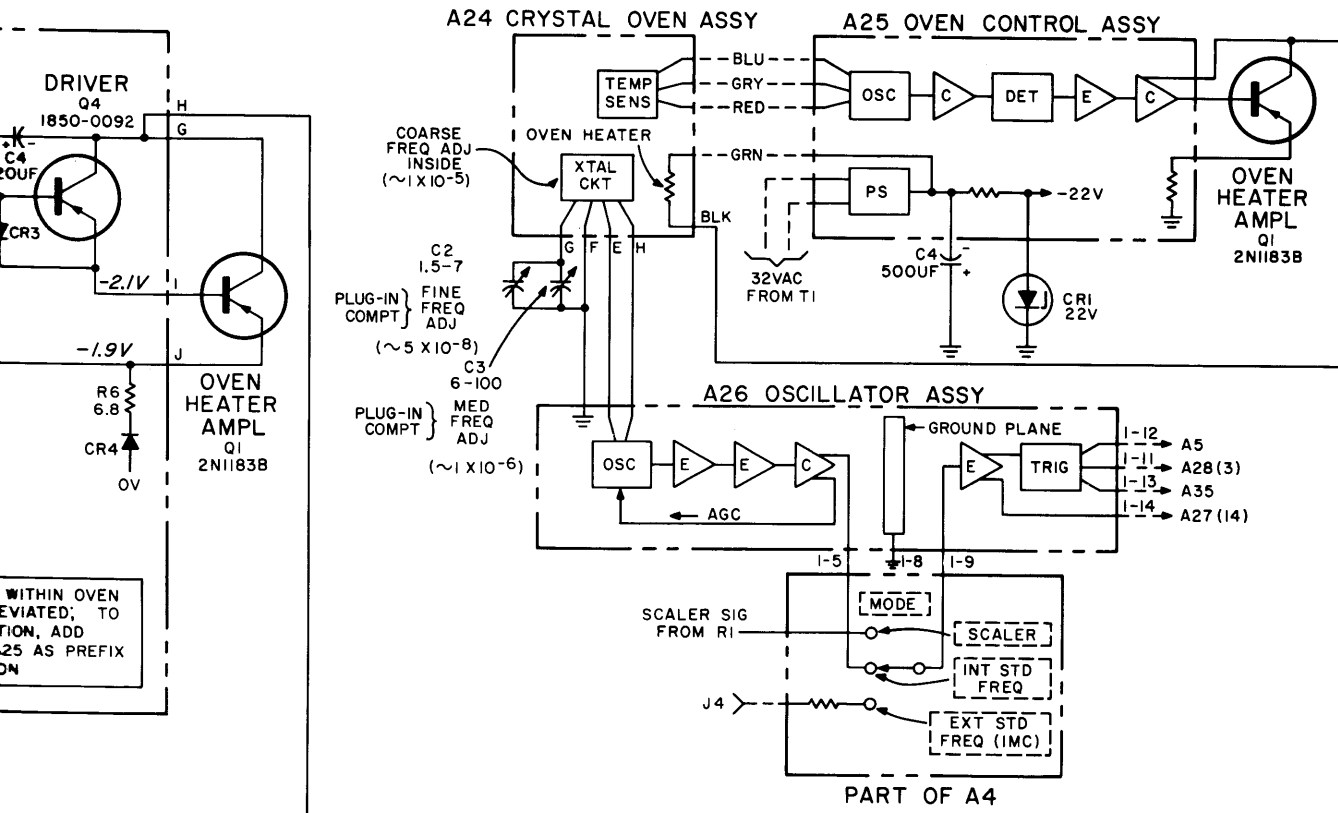 DRIVER
Q4
1850-0092
H
G
+ -
C4
20UF
CR3
-2.1V
I
-1.9V
J
R6
6.8
CR4
0V
OVEN
HEATER
AMPL
Q1
2N1183B
WITHIN OVEN
EVIATED; TO
TION, ADD
A25 AS PREFIX
ON
A24 CRYSTAL OVEN ASSY
TEMP
SENS
BLU
GRY
RED
COARSE
FREQ ADJ
INSIDE
(~1 X 10-5)
OVEN HEATER
XTAL
CKT
GRN
BLK
G F E H
C2
1.5-7
PLUG-IN
COMPT
FINE
FREQ
ADJ
(~5 X 10-8)
C3
6-100
PLUG-IN
COMPT
MED
FREQ
ADJ
(~1 X 10-6)
A25 OVEN CONTROL ASSY
OSC
C
DET
E
C
PS
-22V
32VAC
FROM T1
C4
500UF
-
+
CR1
22V
OVEN
HEATER
AMPL
Q1
2N1183B
A26 OSCILLATOR ASSY
OSC
E
E
C
AGC
GROUND PLANE
E
TRIG
1-12
A5
1-11
A28 (3)
1-13
A35
1-14
A27 (14)
1-5
1-8
1-9
MODE
SCALER SIG
FROM R1
SCALER
INT STD
FREQ
J4
EXT STD
FREQ (1MC)
PART OF A4